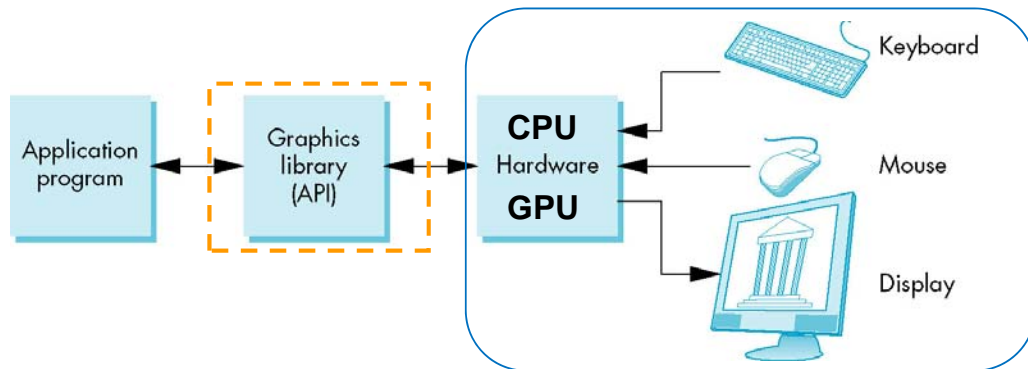 Application
program
Graphics
library
(API)
CPU
Hardware
GPU
Keyboard
Mouse
Display